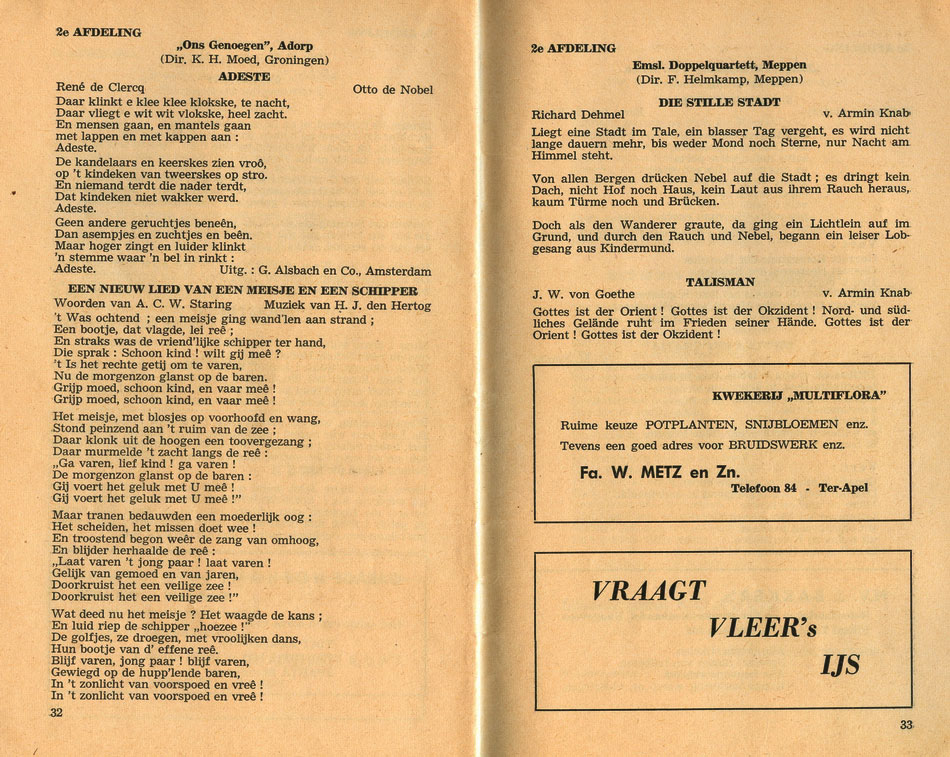 2e AFDELING
„Ons Genoegen”, Adorp
(Dir. K. H. Moed, Groningen)
ADESTE
René de Clercq Otto de Nobel
Daar klinkt e klee klee klokske, te nacht,
Daar vliegt e wit wit vlokske, heel zacht.
En mensen gaan, en mantels gaan
met lappen en met kappen aan :
Adeste.
De kandelaars en keerskes zien vroô,
op 't kindeken van tweerskes op stro.
En niemand terdt die nader terdt,
Dat kindeken niet wakker werd.
Adeste.
Geen andere geruchtjes beneên,
Dan asempjes en zuchtjes en beên.
Maar hoger zingt en luider klinkt
'n stemme waar 'n bel in rinkt :
Adeste. Uitg. : G. Alsbach en Co., Amsterdam
EEN NIEUW LIED VAN EEN MEISJE EN EEN SCHIPPER
Woorden van A. C. W. Staring Muziek van H. J. den Hertog
't Was ochtend ; een meisje ging wand'len aan strand ;
Een bootje, dat vlagde, lei reê ;
En straks was de vriend'lijke schipper ter hand,
Die sprak : Schoon kind ! wilt gij meê ?
't Is het rechte getij om te varen,
Nu de morgenzon glanst op de baren.
Grijp moed, schoon kind, en vaar meê !
Grijp moed, schoon kind, en vaar meê !
Het meisje, met blosjes op voorhoofd en wang,
Stond peinzend aan 't ruim van de zee ;
Daar klonk uit de hoogen een toovergezang ;
Daar murmelde 't zacht langs de reê :
„Ga varen, lief kind ! ga varen !
De morgenzon glanst op de baren :
Gij voert het geluk met U meê !
Gij voert het geluk met U meê !”
Maar tranen bedauwden een moederlijk oog :
Het scheiden, het missen doet wee !
En troostend begon weêr de zang van omhoog,
En blijder herhaalde de reê :
„Laat varen 't jong paar ! laat varen !
Gelijk van gemoed en van jaren,
Doorkruist het een veilige zee !
Doorkruist het een veilige zee !”
Wat deed nu het meisje ? Het waagde de kans ;
En luid riep de schipper „hoezee !”
De golfjes, ze droegen, met vroolijken dans,
Hun bootje van d' effene reê.
Blijf varen, jong paar ! blijf varen,
Gewiegd op de hupp'lende baren,
In 't zonlicht van voorspoed en vreê !
In 't zonlicht van voorspoed en vreê !
32
2e AFDELING
Emsl. Doppelquartett, Meppen
(Dir. F. Helmkamp, Meppen)
DIE STILLE STADT
Richard Dehmel v. Armin Knab
Liegt eine Stadt im Tale, ein blasser Tag vergeht, es wird nicht
lange dauern mehr, bis weder Mond noch Sterne, nur Nacht am
Himmel steht.
Von allen Bergen drücken Nebel auf die Stadt ; es dringt kein
Dach, nicht Hof noch Haus, kein Laut aus ihrem Rauch heraus,
kaum Türme noch und Brücken.
Doch als den Wanderer graute, da ging ein Lichtlein auf im
Grund, und durch den Rauch und Nebel, begann ein leiser Lob-
gesang aus Kindermund.
TALISMAN
J. W. von Goethe v. Armin Knab
Gottes ist der Orient ! Gottes ist der Okzident ! Nord- und süd-
liches Gelände ruht im Frieden seiner Hände. Gottes ist der
Orient ! Gottes ist der Okzident !
KWEKERIJ „MULTIFLORA”
Ruime keuze POTPLANTEN, SNIJBLOEMEN enz.
Tevens een goed adres voor BRUIDSWERK enz.
Fa. W. METZ en Zn.
Telefoon 84 - Ter-Apel
VRAAGT
VLEER's
IJS
33